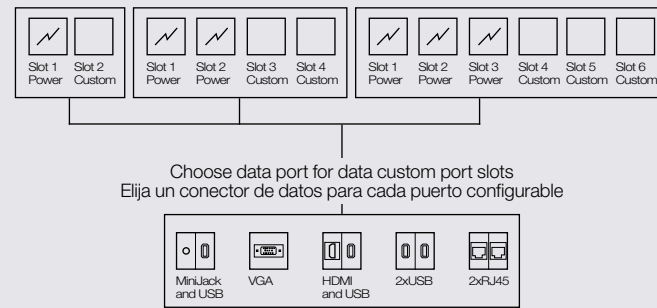 Slot 1 Slot 2
Power Custom
Slot 1 Slot 2 Slot 3 Slot 4
Power Power Custom Custom
Slot 1 Slot 2 Slot 3 Slot 4 Slot 5 Slot 6
Power Power Power Custom Custom Custom
Choose data port for data custom port slots
Elija un conector de datos para cada puerto configurable
MiniJack VGA HDMI 2xUSB 2xRJ45
and USB and USB